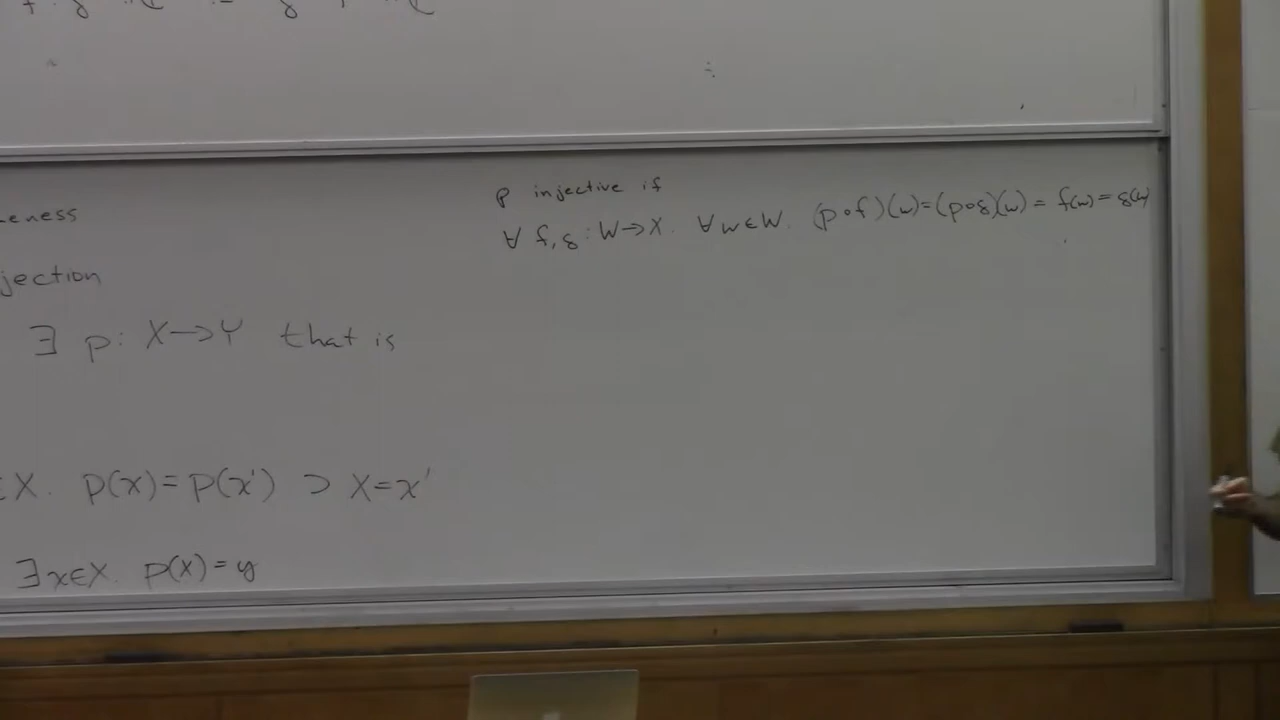 eness
jection
∃ p: X→Y that is
X. p(x)=p(x') ⊃ x=x'
∃x∈X. p(x)=y
p injective if
∀ f,g: W→X. ∀w∈W. (p∘f)(w)=(p∘g)(w) = f(w)=g(w)